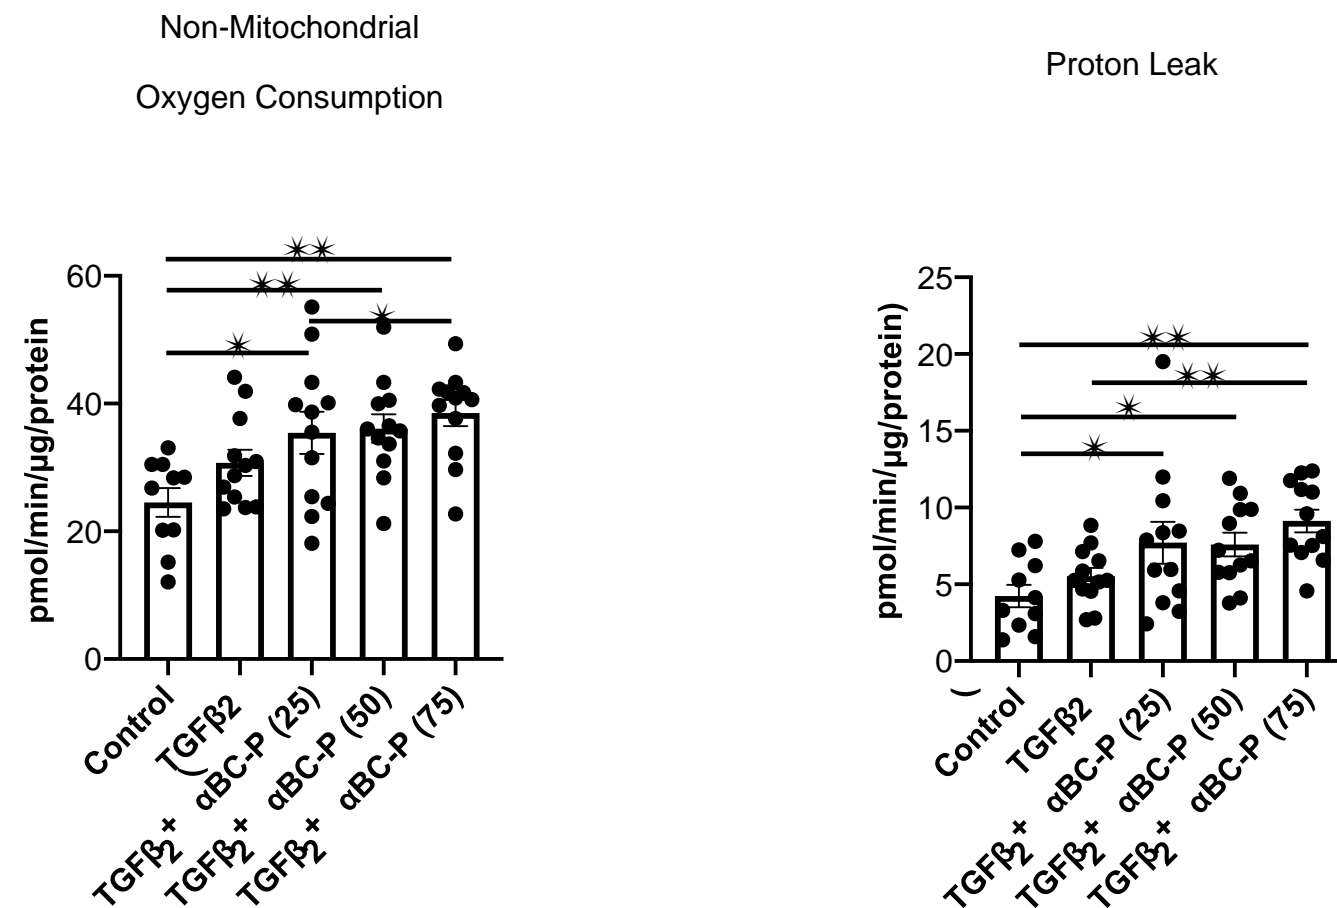 Non-Mitochondrial
Oxygen Consumption
pmol/min/µg/protein
60
40
20
0
✶✶
✶✶
✶
✶
Control
TGFβ2
(
TGFβ2+ αBC-P (25)
TGFβ2+ αBC-P (50)
TGFβ2+ αBC-P (75)
Proton Leak
pmol/min/µg/protein)
25
20
15
10
5
0
✶✶
✶✶
✶
✶
(
Control
TGFβ2
TGFβ2+ αBC-P (25)
TGFβ2+ αBC-P (50)
TGFβ2+ αBC-P (75)